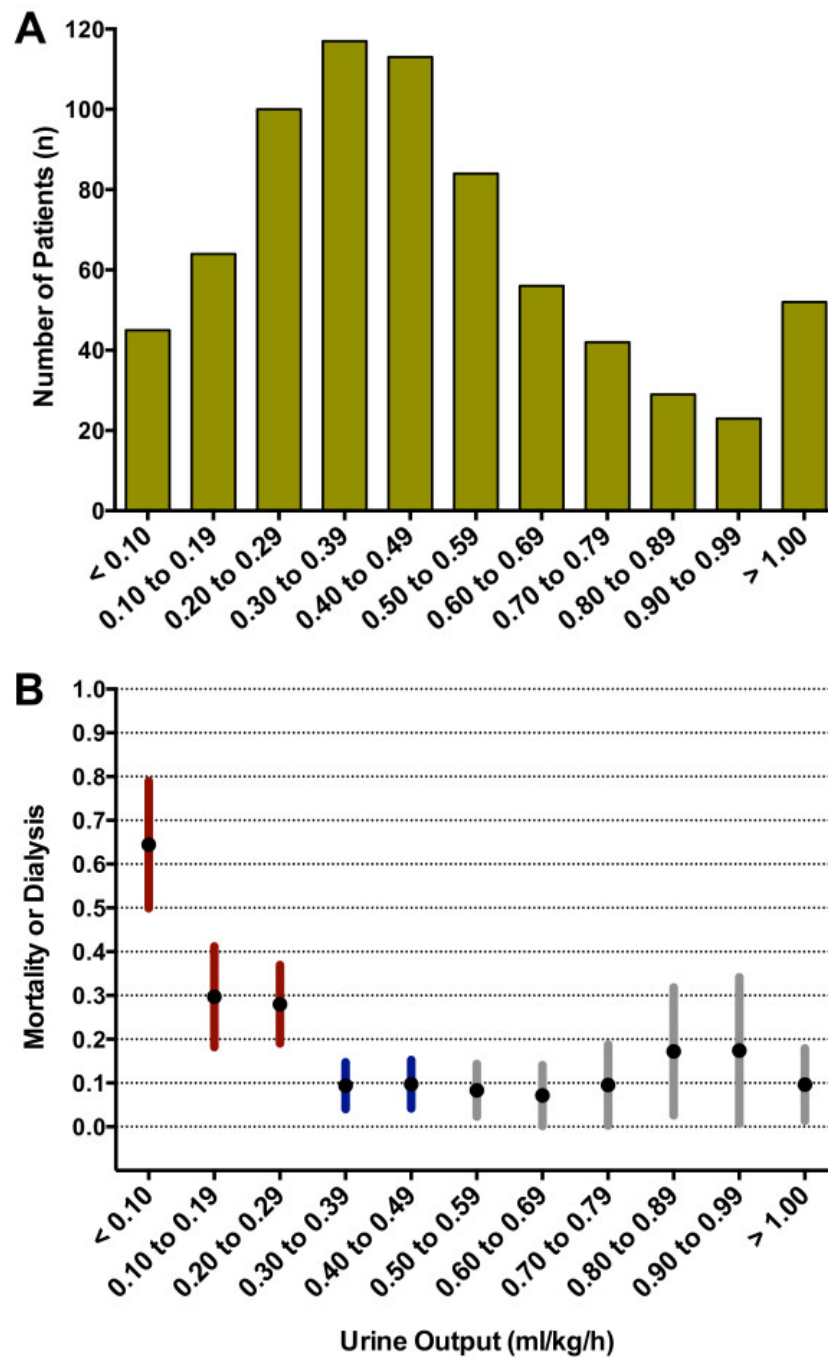 A
120
100
80
60
40
20
0
Number of Patients (n)
< 0.10
0.10 to 0.19
0.20 to 0.29
0.30 to 0.39
0.40 to 0.49
0.50 to 0.59
0.60 to 0.69
0.70 to 0.79
0.80 to 0.89
0.90 to 0.99
> 1.00
B
1.0
0.9
0.8
0.7
0.6
0.5
0.4
0.3
0.2
0.1
0.0
Mortality or Dialysis
< 0.10
0.10 to 0.19
0.20 to 0.29
0.30 to 0.39
0.40 to 0.49
0.50 to 0.59
0.60 to 0.69
0.70 to 0.79
0.80 to 0.89
0.90 to 0.99
> 1.00
Urine Output (ml/kg/h)